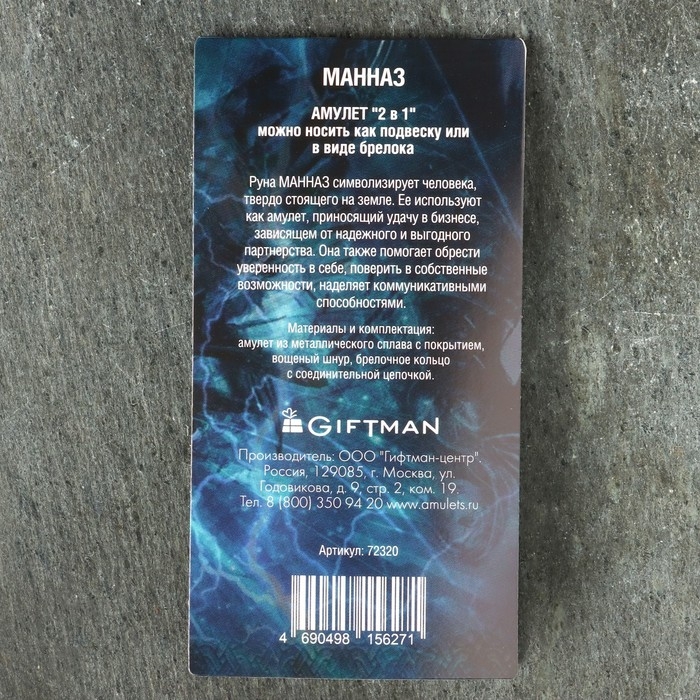 МАННАЗ
АМУЛЕТ "2 в 1"
можно носить как подвеску или
в виде брелока
Руна МАННАЗ символизирует человека,
твердо стоящего на земле. Ее используют
как амулет, приносящий удачу в бизнесе,
зависящем от надежного и выгодного
партнерства. Она также помогает обрести
уверенность в себе, поверить в собственные
возможности, наделяет коммуникативными
способностями.
Материалы и комплектация:
амулет из металлического сплава с покрытием,
вощеный шнур, брелочное кольцо
с соединительной цепочкой.
GIFTMAN
Производитель: ООО "Гифтман-центр".
Россия, 129085, г. Москва, ул.
Годовикова, д. 9, стр. 2, ком. 19.
Тел. 8 (800) 350 94 20 www.amulets.ru
Артикул: 72320
4 690498 156271